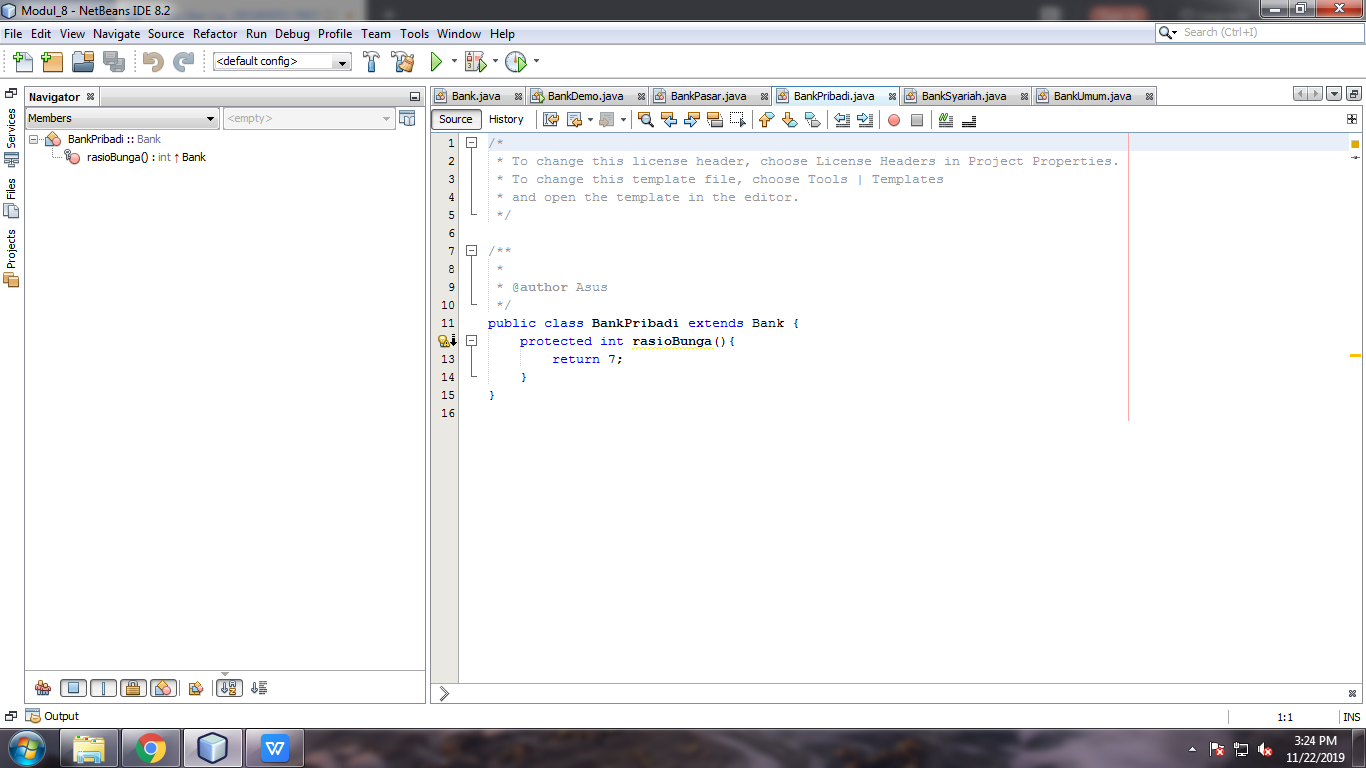 Modul_8 - NetBeans IDE 8.2
File Edit View Navigate Source Refactor Run Debug Profile Team Tools Window Help
Search (Ctrl+I)
<default config>
Services
Files
Projects
Navigator
Members
<empty>
BankPribadi :: Bank
rasioBunga() : int ↑ Bank
Bank.java BankDemo.java BankPasar.java BankPribadi.java BankSyariah.java BankUmum.java
Source History
1 /*
2 * To change this license header, choose License Headers in Project Properties.
3 * To change this template file, choose Tools | Templates
4 * and open the template in the editor.
5 */
6
7 /**
8 *
9 * @author Asus
10 */
11 public class BankPribadi extends Bank {
protected int rasioBunga(){
13 return 7;
14 }
15 }
16
Output
1:1 INS
3:24 PM
11/22/2019